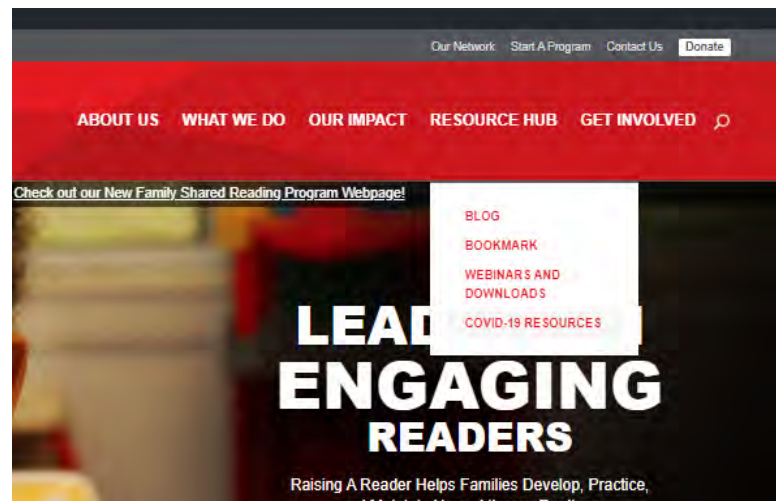 Our Network Start A Program Contact Us Donate
ABOUT US WHAT WE DO OUR IMPACT RESOURCE HUB GET INVOLVED
Check out our New Family Shared Reading Program Webpage!
BLOG
BOOKMARK
WEBINARS AND
DOWNLOADS
COVID-19 RESOURCES
ENGAGING
READERS
Raising A Reader Helps Families Develop, Practice,